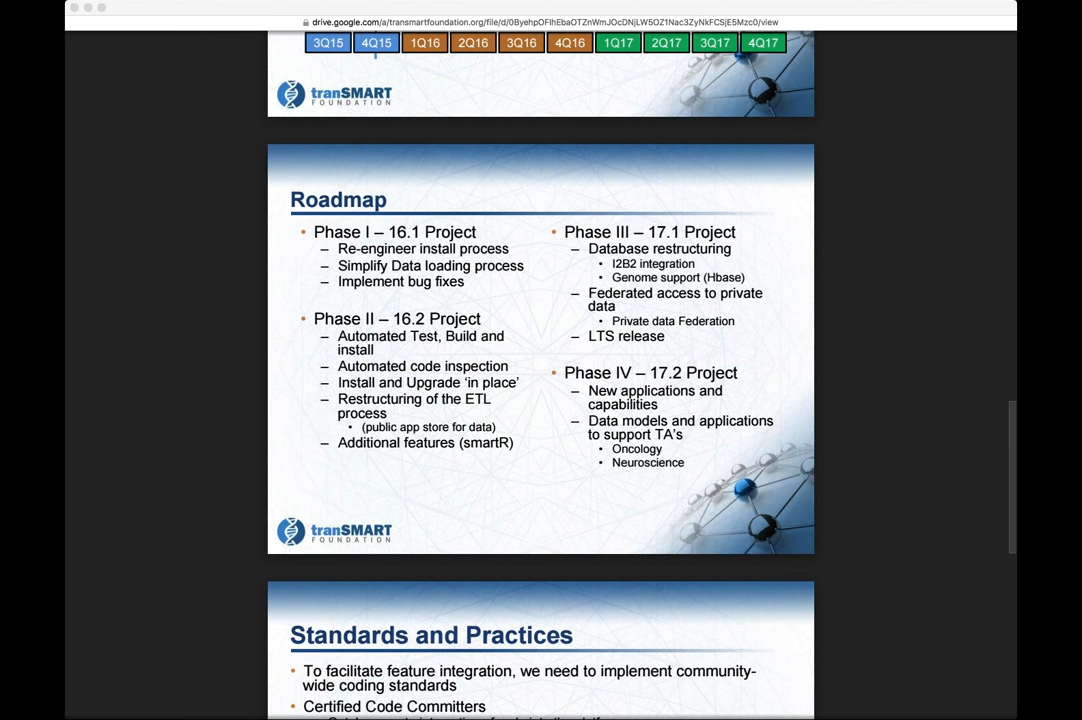 drive.google.com/a/transmartfoundation.org/file/d/0ByehpOFIhEbaOTZnWmJOcDNjLW5OZ1Nac3ZyNkFCSjE5Mzc0/view
3Q15 4Q15 1Q16 2Q16 3Q16 4Q16 1Q17 2Q17 3Q17 4Q17
tranSMART
FOUNDATION
Roadmap
• Phase I – 16.1 Project
– Re-engineer install process
– Simplify Data loading process
– Implement bug fixes
• Phase II – 16.2 Project
– Automated Test, Build and
install
– Automated code inspection
– Install and Upgrade ‘in place’
– Restructuring of the ETL
process
• (public app store for data)
– Additional features (smartR)
• Phase III – 17.1 Project
– Database restructuring
• I2B2 integration
• Genome support (Hbase)
– Federated access to private
data
• Private data Federation
– LTS release
• Phase IV – 17.2 Project
– New applications and
capabilities
– Data models and applications
to support TA’s
• Oncology
• Neuroscience
tranSMART
FOUNDATION
Standards and Practices
• To facilitate feature integration, we need to implement community-
wide coding standards
• Certified Code Committers